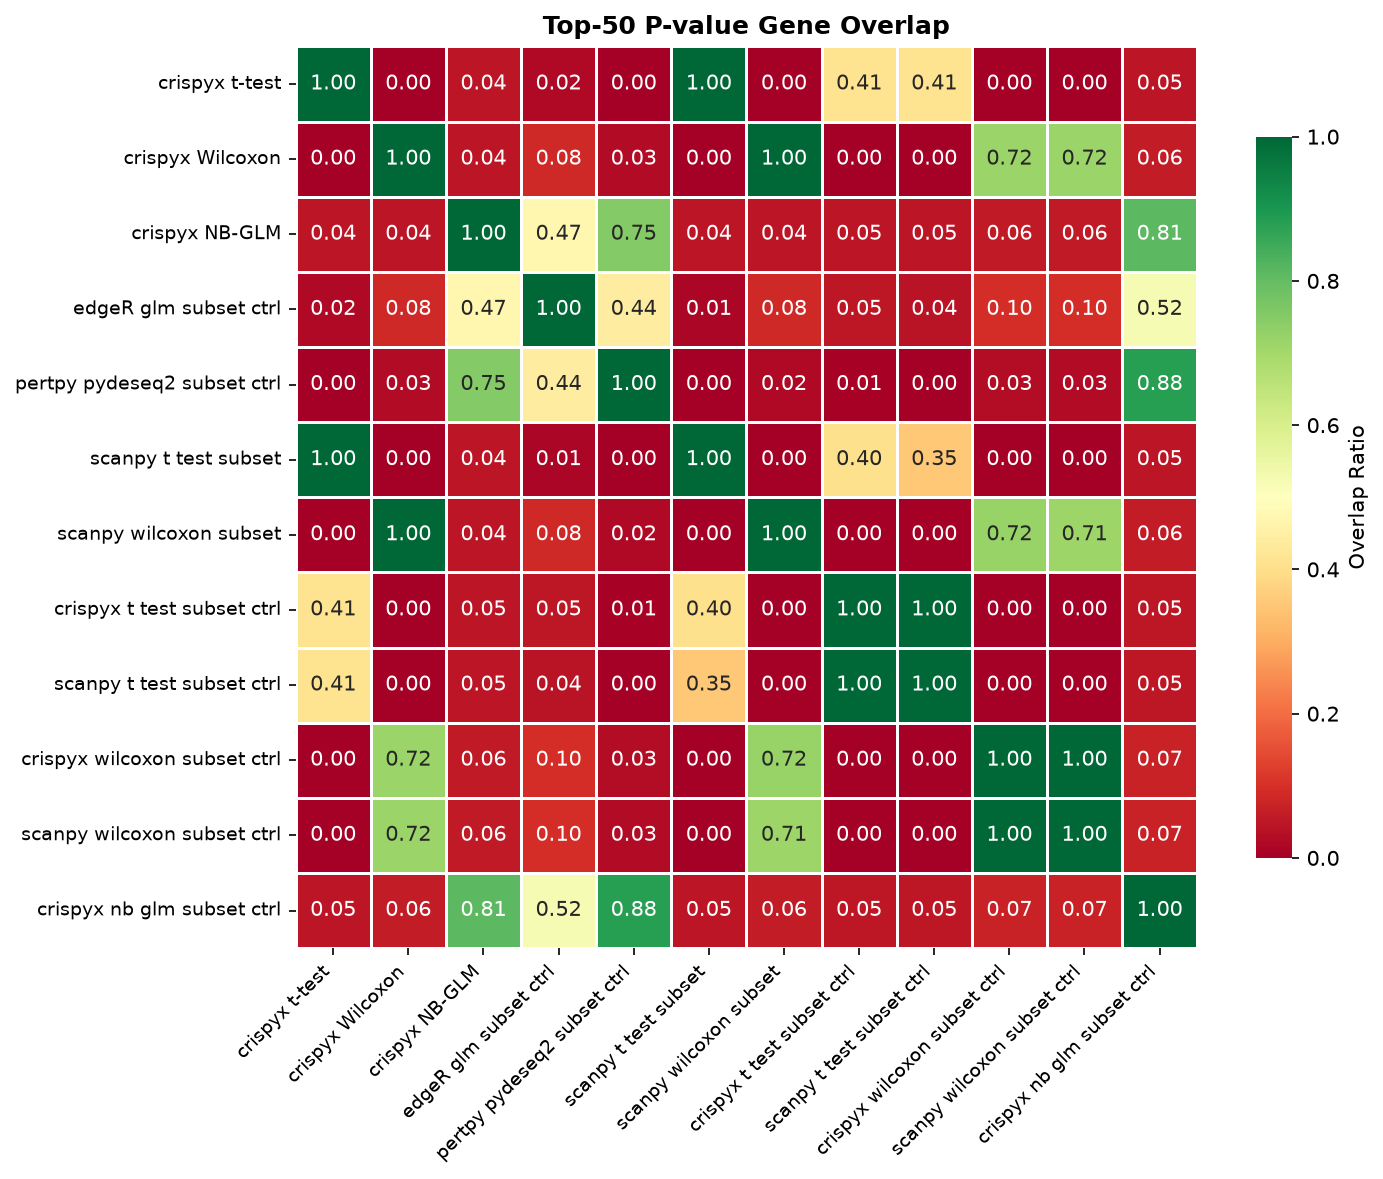 Top-50 P-value Gene Overlap
crispyx t-test 1.00 0.00 0.04 0.02 0.00 1.00 0.00 0.41 0.41 0.00 0.00 0.05
crispyx Wilcoxon 0.00 1.00 0.04 0.08 0.03 0.00 1.00 0.00 0.00 0.72 0.72 0.06
crispyx NB-GLM 0.04 0.04 1.00 0.47 0.75 0.04 0.04 0.05 0.05 0.06 0.06 0.81
edgeR glm subset ctrl 0.02 0.08 0.47 1.00 0.44 0.01 0.08 0.05 0.04 0.10 0.10 0.52
pertpy pydeseq2 subset ctrl 0.00 0.03 0.75 0.44 1.00 0.00 0.02 0.01 0.00 0.03 0.03 0.88
scanpy t test subset 1.00 0.00 0.04 0.01 0.00 1.00 0.00 0.40 0.35 0.00 0.00 0.05
scanpy wilcoxon subset 0.00 1.00 0.04 0.08 0.02 0.00 1.00 0.00 0.00 0.72 0.71 0.06
crispyx t test subset ctrl 0.41 0.00 0.05 0.05 0.01 0.40 0.00 1.00 1.00 0.00 0.00 0.05
scanpy t test subset ctrl 0.41 0.00 0.05 0.04 0.00 0.35 0.00 1.00 1.00 0.00 0.00 0.05
crispyx wilcoxon subset ctrl 0.00 0.72 0.06 0.10 0.03 0.00 0.72 0.00 0.00 1.00 1.00 0.07
scanpy wilcoxon subset ctrl 0.00 0.72 0.06 0.10 0.03 0.00 0.71 0.00 0.00 1.00 1.00 0.07
crispyx nb glm subset ctrl 0.05 0.06 0.81 0.52 0.88 0.05 0.06 0.05 0.05 0.07 0.07 1.00
crispyx t-test
crispyx Wilcoxon
crispyx NB-GLM
edgeR glm subset ctrl
pertpy pydeseq2 subset ctrl
scanpy t test subset
scanpy wilcoxon subset
crispyx t test subset ctrl
scanpy t test subset ctrl
crispyx wilcoxon subset ctrl
scanpy wilcoxon subset ctrl
crispyx nb glm subset ctrl
1.0
0.8
0.6
0.4
0.2
0.0
Overlap Ratio